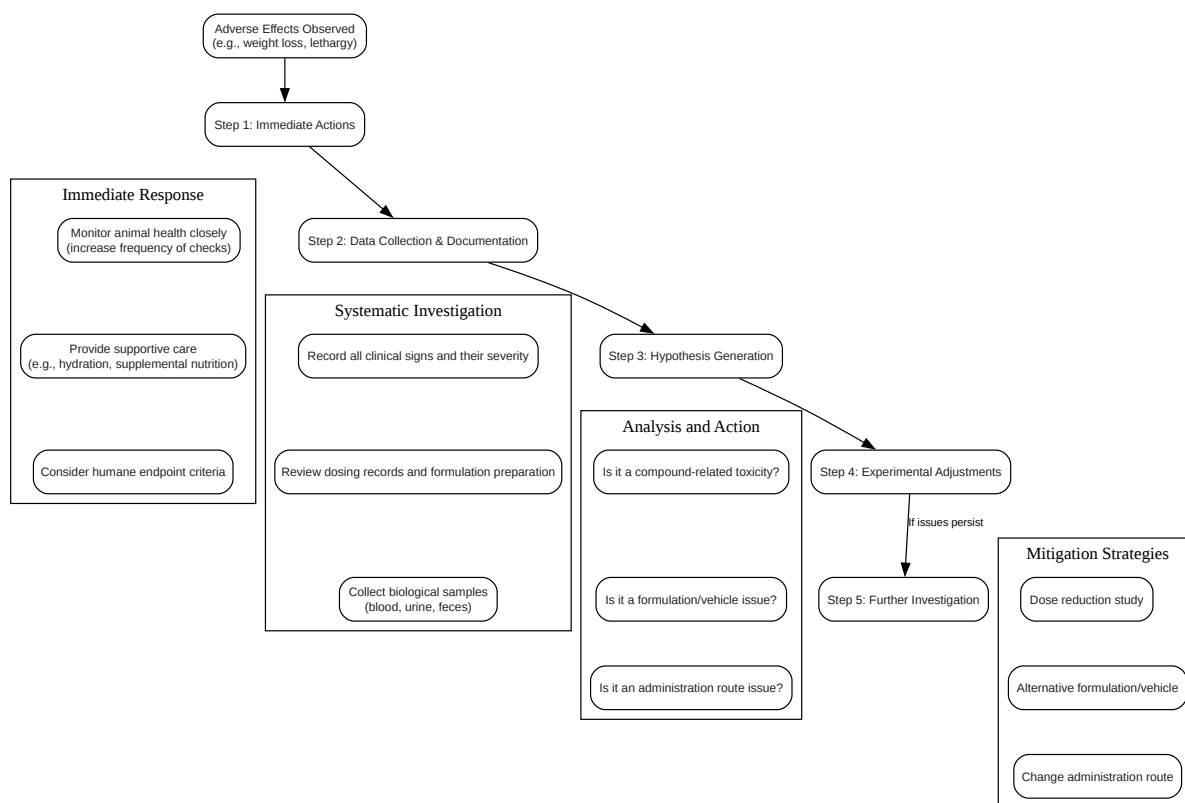 Adverse Effects Observed
(e.g., weight loss, lethargy)
Step 1: Immediate Actions
Immediate Response
Monitor animal health closely
(increase frequency of checks)
Step 2: Data Collection & Documentation
Systematic Investigation
Provide supportive care
(e.g., hydration, supplemental nutrition)
Record all clinical signs and their severity
Step 3: Hypothesis Generation
Analysis and Action
Consider humane endpoint criteria
Review dosing records and formulation preparation
Is it a compound-related toxicity?
Step 4: Experimental Adjustments
If issues persist
Mitigation Strategies
Collect biological samples
(blood, urine, feces)
Is it a formulation/vehicle issue?
Step 5: Further Investigation
Dose reduction study
Is it an administration route issue?
Alternative formulation/vehicle
Change administration route